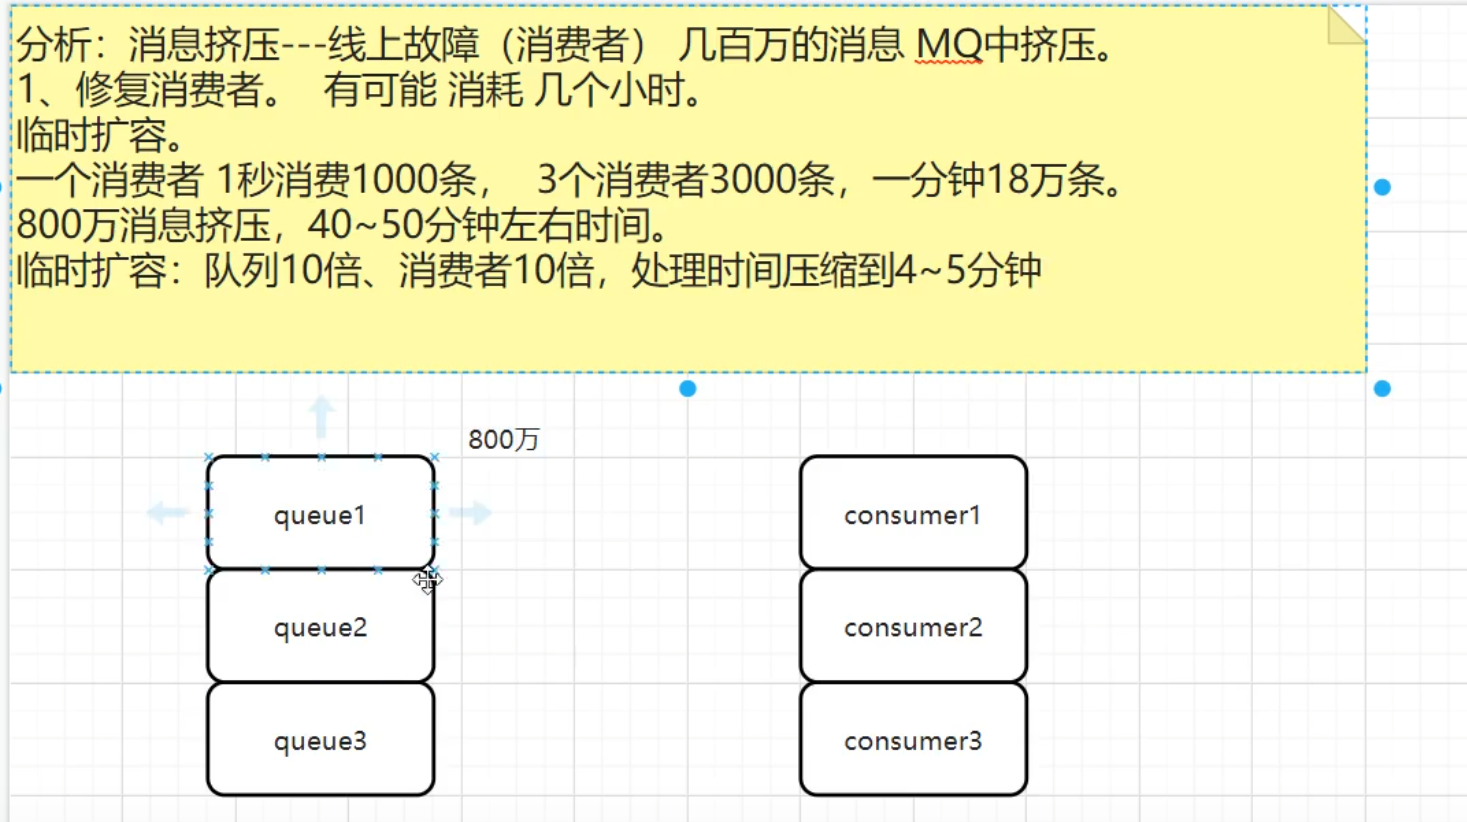 分析：消息挤压---线上故障（消费者） 几百万的消息 MQ中挤压。
1、修复消费者。 有可能 消耗 几个小时。
临时扩容。
一个消费者 1秒消费1000条， 3个消费者3000条，一分钟18万条。
800万消息挤压，40~50分钟左右时间。
临时扩容：队列10倍、消费者10倍，处理时间压缩到4~5分钟
800万
queue1
consumer1
queue2
consumer2
queue3
consumer3